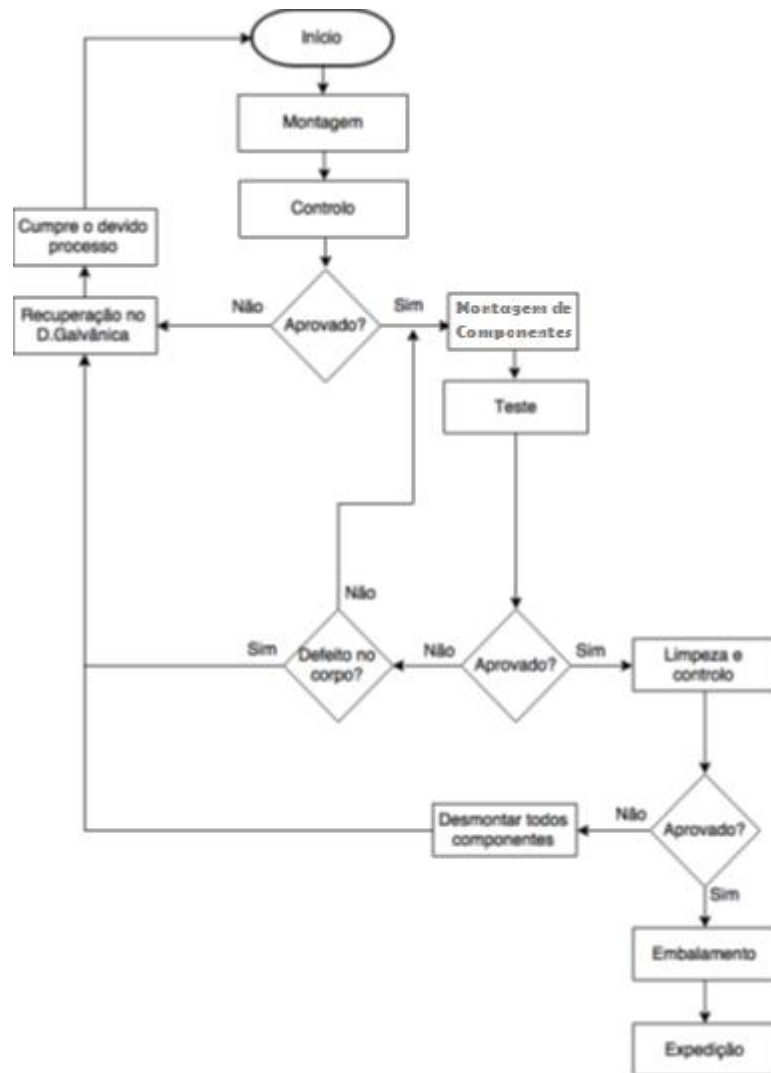 Início
Montagem
Controlo
Cumpre o devido
processo
Não
Sim
Aprovado?
Recuperação no
D.Galvânica
Montagem de
Componentes
Teste
Não
Sim
Defeito no
corpo?
Não
Aprovado?
Sim
Limpeza e
controlo
Desmontar todos
componentes
Não
Aprovado?
Sim
Embalamento
Expedição